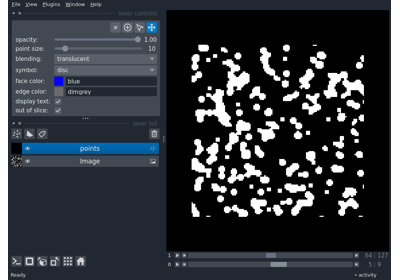 File View Plugins Window Help
layer controls
opacity: 1.00
point size: 10
blending: translucent
symbol: disc
face color: blue
edge color: dimgrey
display text: ✓
out of slice: ✓
layer list
points
Image
1 64 | 127
0 5 | 9
Ready activity